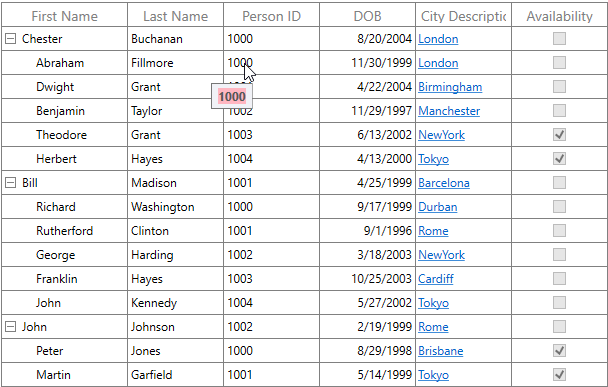 First Name Last Name Person ID DOB City Descriptio Availability
Chester Buchanan 1000 8/20/2004 London
Abraham Fillmore 1000 11/30/1999 London
Dwight Grant 4/22/2004 Birmingham
1000
Benjamin Taylor 1002 11/29/1997 Manchester
Theodore Grant 1003 6/13/2002 NewYork
Herbert Hayes 1004 4/13/2000 Tokyo
Bill Madison 1001 4/25/1999 Barcelona
Richard Washington 1000 9/17/1999 Durban
Rutherford Clinton 1001 9/1/1996 Rome
George Harding 1002 3/18/2003 NewYork
Franklin Hayes 1003 10/25/2003 Cardiff
John Kennedy 1004 5/27/2002 Tokyo
John Johnson 1002 2/19/1999 Rome
Peter Jones 1000 8/29/1998 Brisbane
Martin Garfield 1001 5/14/1999 Tokyo